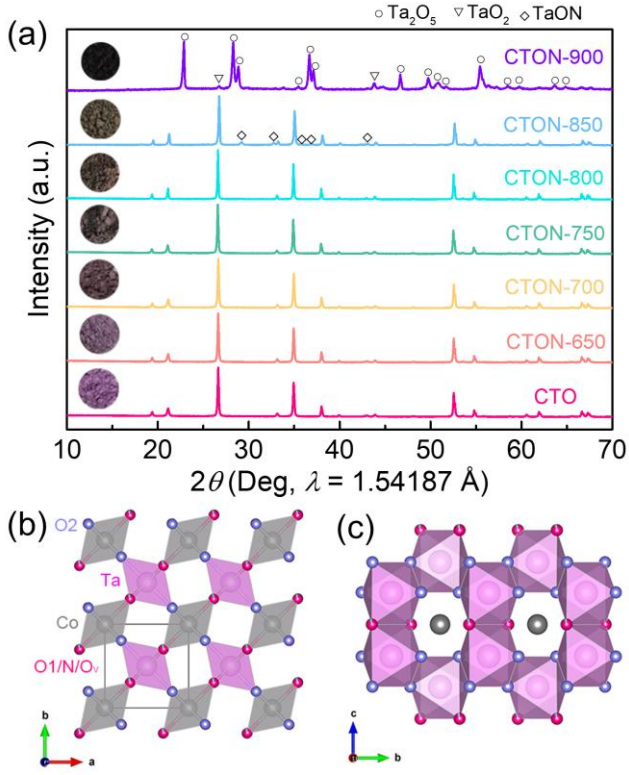 ○ Ta₂O₅ ▽ TaO₂ ◇ TaON
(a)
CTON-900
CTON-850
CTON-800
CTON-750
CTON-700
CTON-650
CTO
Intensity (a.u.)
10 20 30 40 50 60 70
2θ (Deg, λ = 1.54187 Å)
(b)
O2
Ta
Co
O1/N/Oᵥ
b
a
(c)
c
b